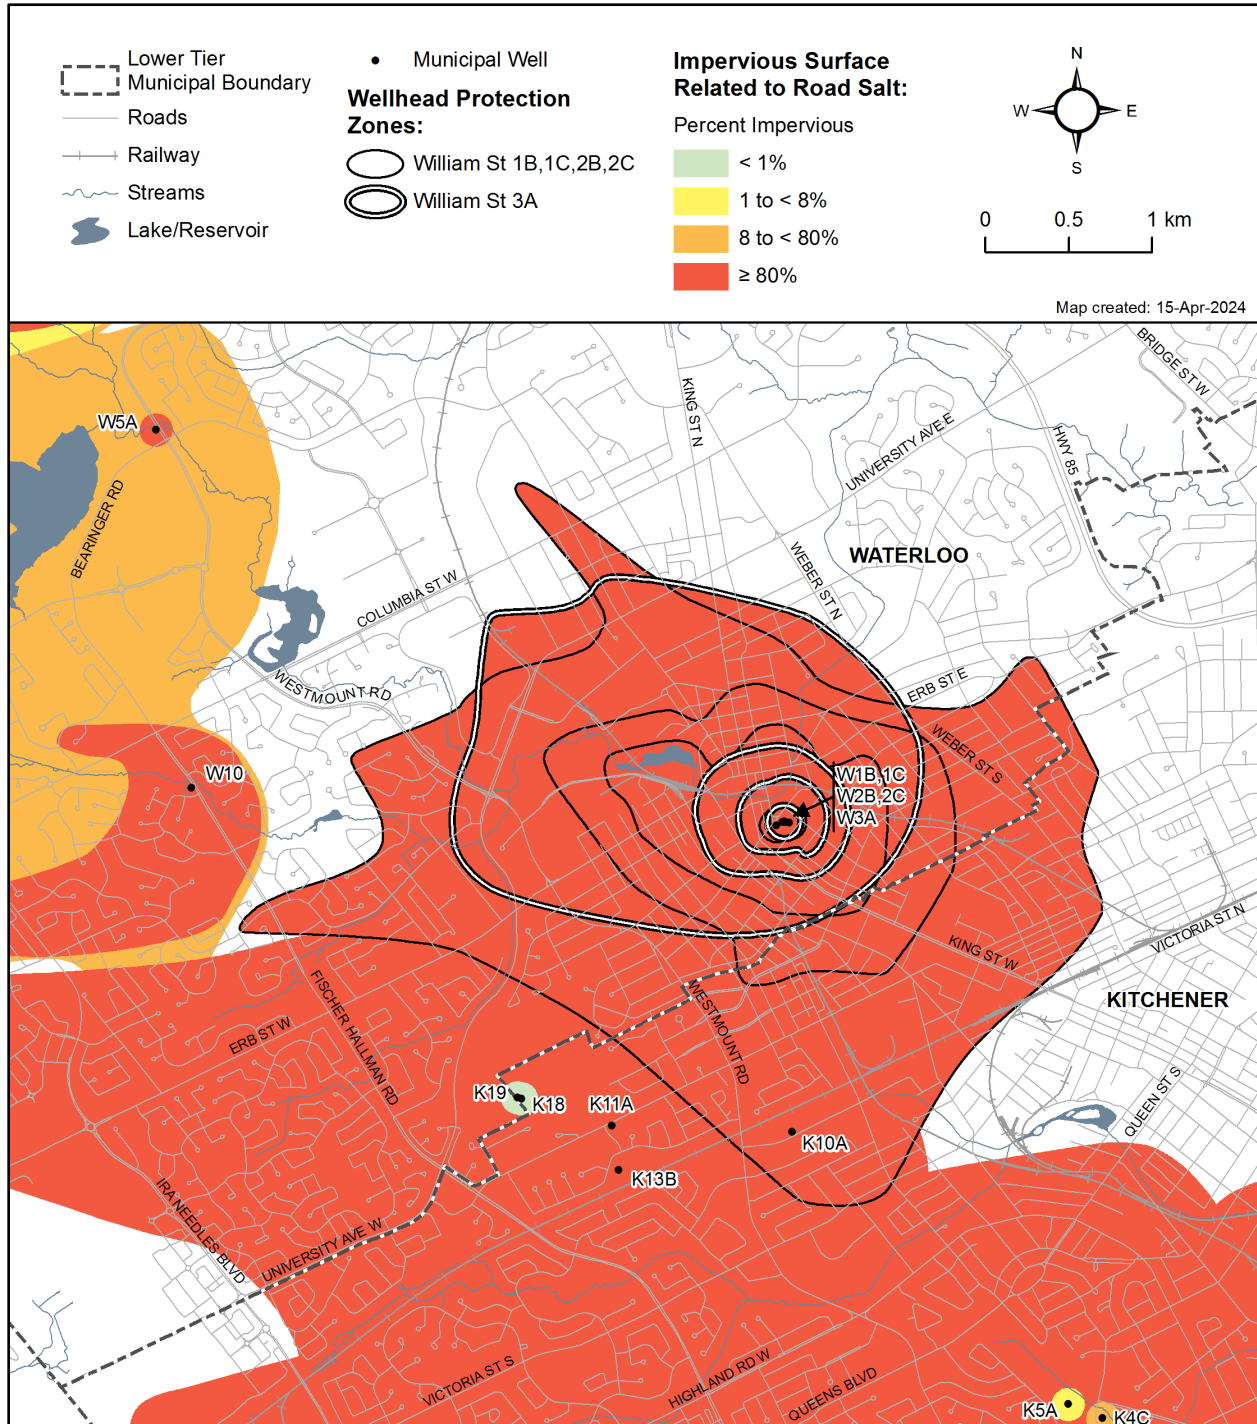 Lower Tier
Municipal Boundary
Roads
Railway
Streams
Lake/Reservoir
Municipal Well
Wellhead Protection
Zones:
William St 1B,1C,2B,2C
William St 3A
Impervious Surface
Related to Road Salt:
Percent Impervious
< 1%
1 to < 8%
8 to < 80%
≥ 80%
N
W
E
S
0
0.5
1 km
Map created: 15-Apr-2024
BRIDGE ST W
KING ST N
W5A
UNIVERSITY AVE E
HWY 85
BEARINGER RD
WATERLOO
WEBER ST N
COLUMBIA ST W
WESTMOUNT RD
ERB ST E
WEBER ST S
W10
W1B,1C
W2B,2C
W3A
VICTORIA ST N
KING ST W
KITCHENER
FISCHER HALLMAN RD
WESTMOUNT RD
ERB ST W
K19
K18
K11A
K10A
QUEEN ST S
K13B
IRA NEEDLES BLVD
UNIVERSITY AVE W
VICTORIA ST S
HIGHLAND RD W
QUEENS BLVD
K5A
K4C